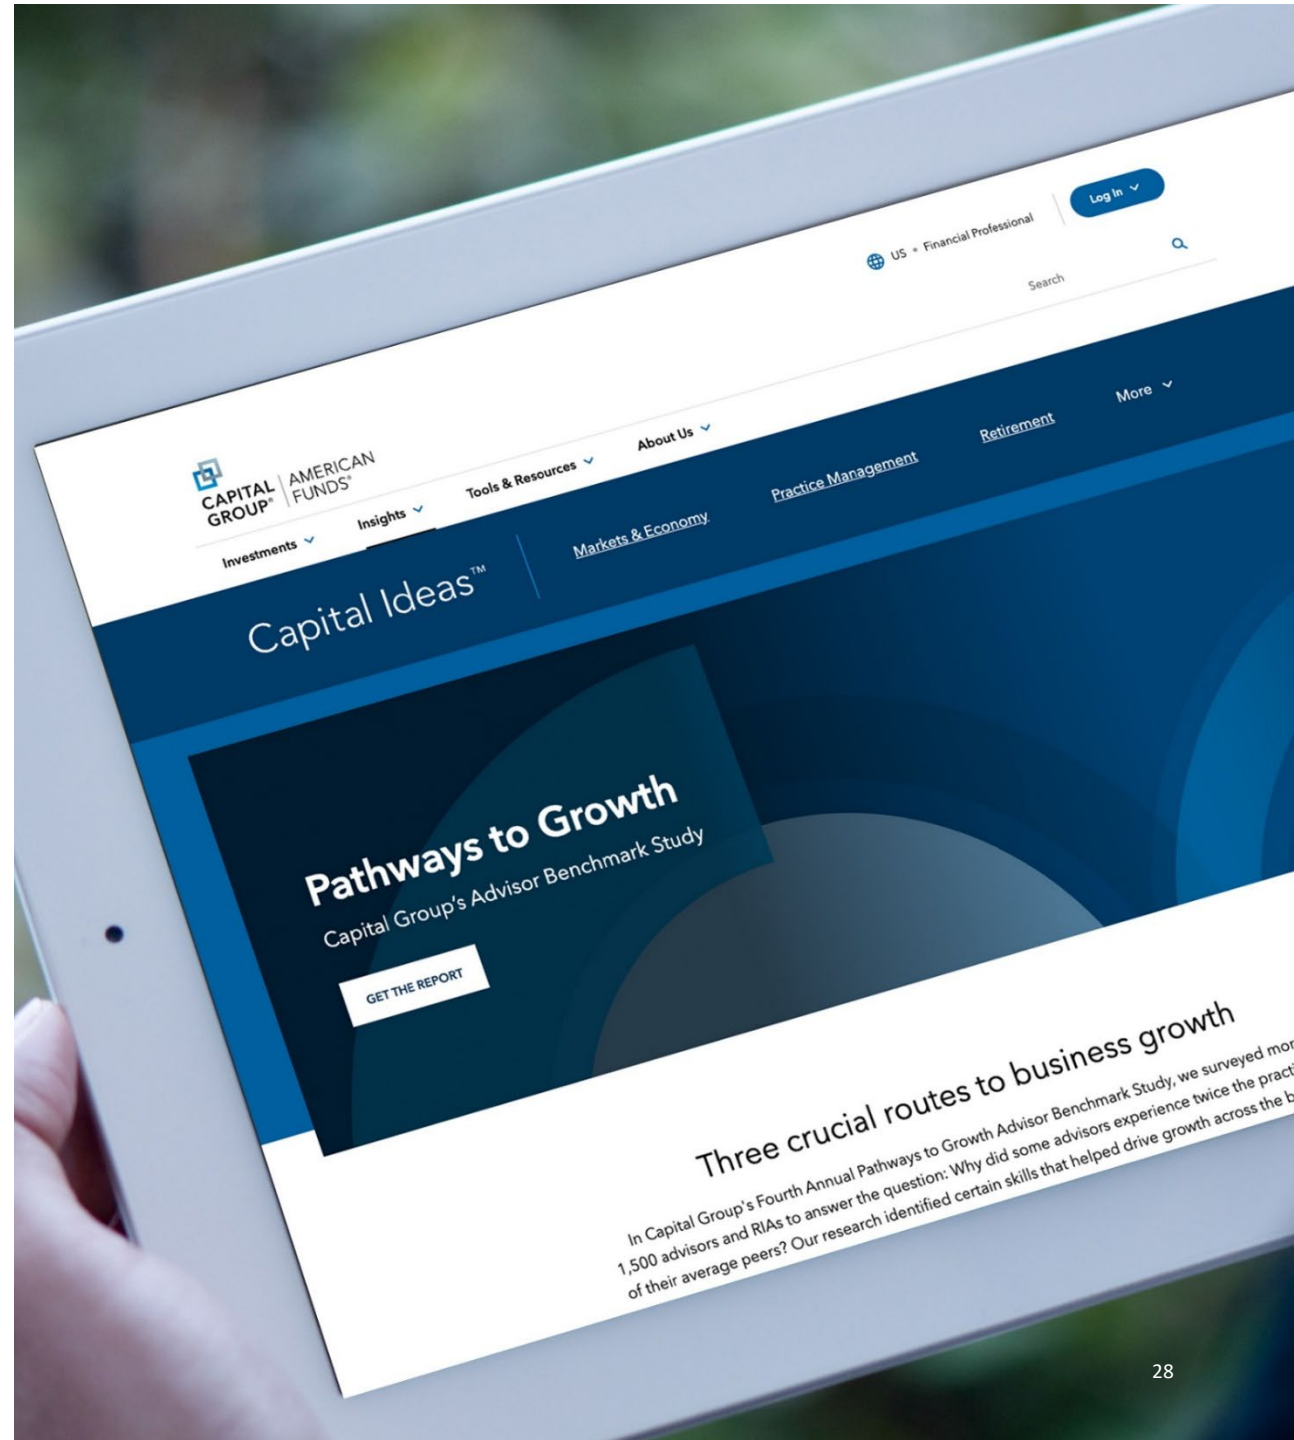 US • Financial Professional
Log In
Search
CAPITAL GROUP® | AMERICAN FUNDS®
Investments
Insights
Tools & Resources
About Us
Capital Ideas™
Markets & Economy
Practice Management
Retirement
More
Pathways to Growth
Capital Group's Advisor Benchmark Study
GET THE REPORT
Three crucial routes to business growth
In Capital Group's Fourth Annual Pathways to Growth Advisor Benchmark Study, we surveyed
1,500 advisors and RIAs to answer the question: Why did some advisors experience twice the
of their average peers? Our research identified certain skills that helped drive growth across the
28